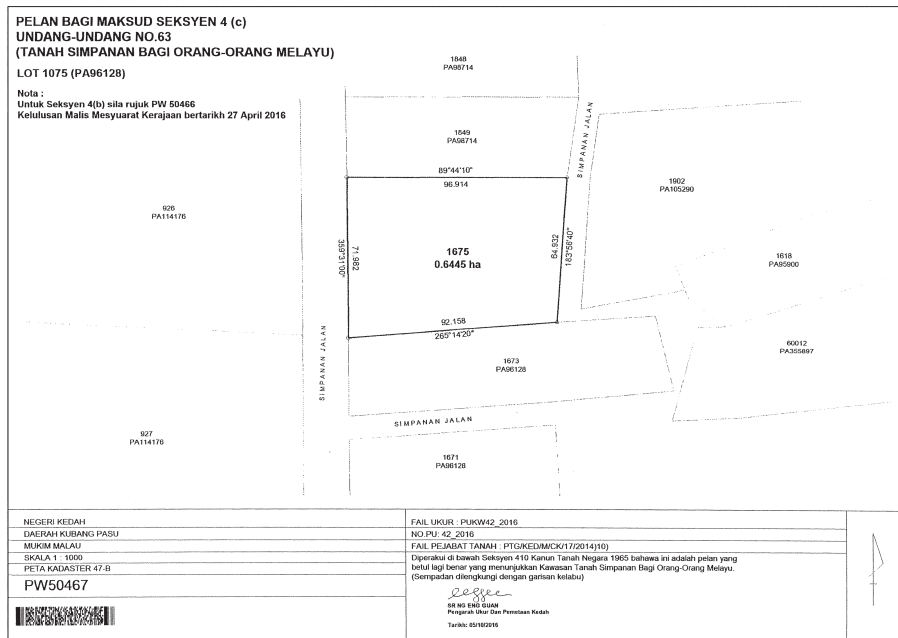 PELAN BAGI MAKSUD SEKSYEN 4 (c)
UNDANG-UNDANG NO.63
(TANAH SIMPANAN BAGI ORANG-ORANG MELAYU)
LOT 1075 (PA96128)
Nota :
Untuk Seksyen 4(b) sila rujuk PW 50466
Kelulusan Malis Mesyuarat Kerajaan bertarikh 27 April 2016
1848
PA98714
1849
PA98714
SIMPANAN JALAN
89°44'10"
96.914
1902
PA105290
926
PA114176
359°31'00"
71.982
1675
0.6445 ha
64.932
183°56'40"
1618
PA95900
92.158
265°14'20"
SIMPANAN JALAN
1673
PA96128
60012
PA355897
SIMPANAN JALAN
927
PA114176
1671
PA96128
NEGERI KEDAH
DAERAH KUBANG PASU
MUKIM MALAU
SKALA 1 : 1000
PETA KADASTER 47-B
PW50467
FAIL UKUR : PUKW42_2016
NO.PU: 42_2016
FAIL PEJABAT TANAH : PTG/KED/M/CK/17/2014)10)
Diperakui di bawah Seksyen 410 Kanun Tanah Negara 1965 bahawa ini adalah pelan yang
betul lagi benar yang menunjukkan Kawasan Tanah Simpanan Bagi Orang-Orang Melayu.
(Sempadan dilengkungi dengan garisan kelabu)
SR NG ENG GUAN
Pengarah Ukur Dan Pemetaan Kedah
Tarikh: 05/10/2016